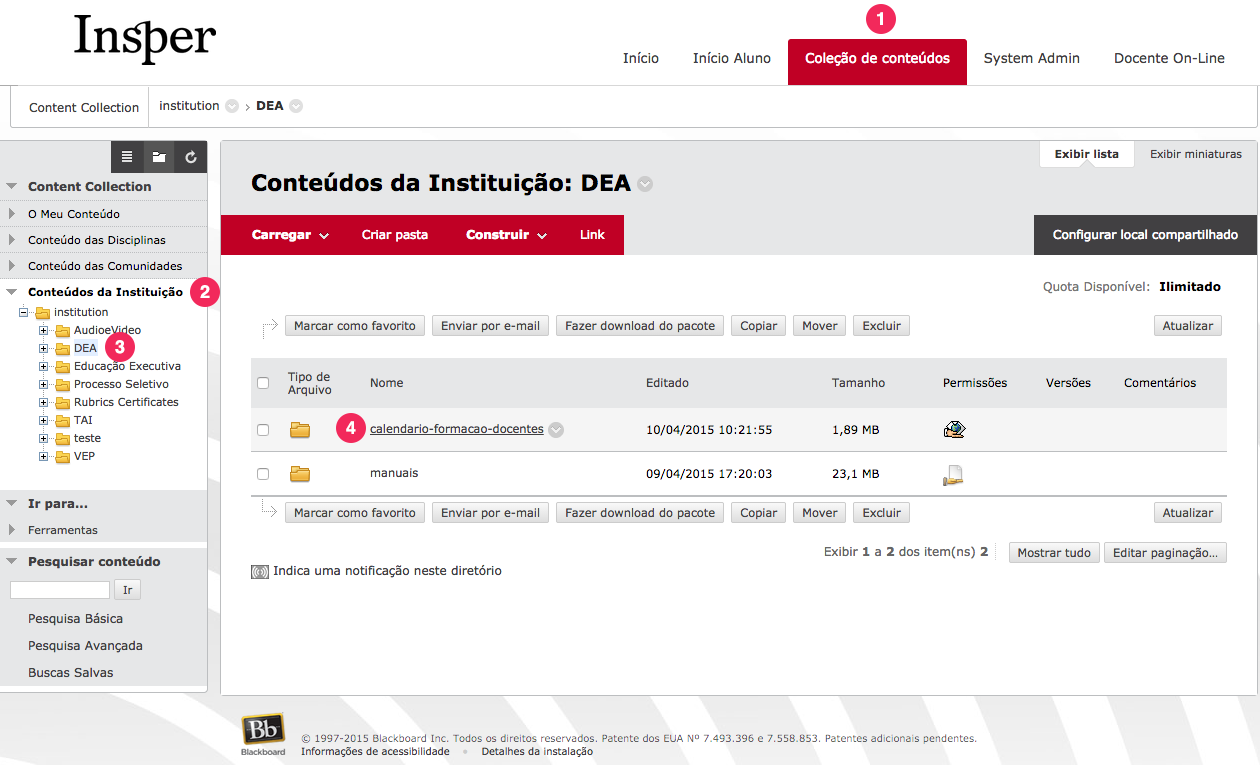 Insper
1
Início
Início Aluno
Coleção de conteúdos
System Admin
Docente On-Line
Content Collection
institution › DEA
Exibir lista
Exibir miniaturas
Content Collection
O Meu Conteúdo
Conteúdo das Disciplinas
Conteúdo das Comunidades
Conteúdos da Instituição 2
institution
AudioeVideo
DEA 3
Educação Executiva
Processo Seletivo
Rubrics Certificates
TAI
teste
VEP
Ir para...
Ferramentas
Pesquisar conteúdo
Ir
Pesquisa Básica
Pesquisa Avançada
Buscas Salvas
Conteúdos da Instituição: DEA
Carregar Criar pasta Construir Link
Configurar local compartilhado
Quota Disponível: Ilimitado
Marcar como favorito Enviar por e-mail Fazer download do pacote Copiar Mover Excluir Atualizar
Tipo de
Arquivo
Nome Editado Tamanho Permissões Versões Comentários
4 calendario-formacao-docentes 10/04/2015 10:21:55 1,89 MB
manuais 09/04/2015 17:20:03 23,1 MB
Marcar como favorito Enviar por e-mail Fazer download do pacote Copiar Mover Excluir Atualizar
Exibir 1 a 2 dos item(ns) 2 Mostrar tudo Editar paginação...
Indica uma notificação neste diretório
Bb
Blackboard
© 1997-2015 Blackboard Inc. Todos os direitos reservados. Patente dos EUA Nº 7.493.396 e 7.558.853. Patentes adicionais pendentes.
Informações de acessibilidade • Detalhes da instalação